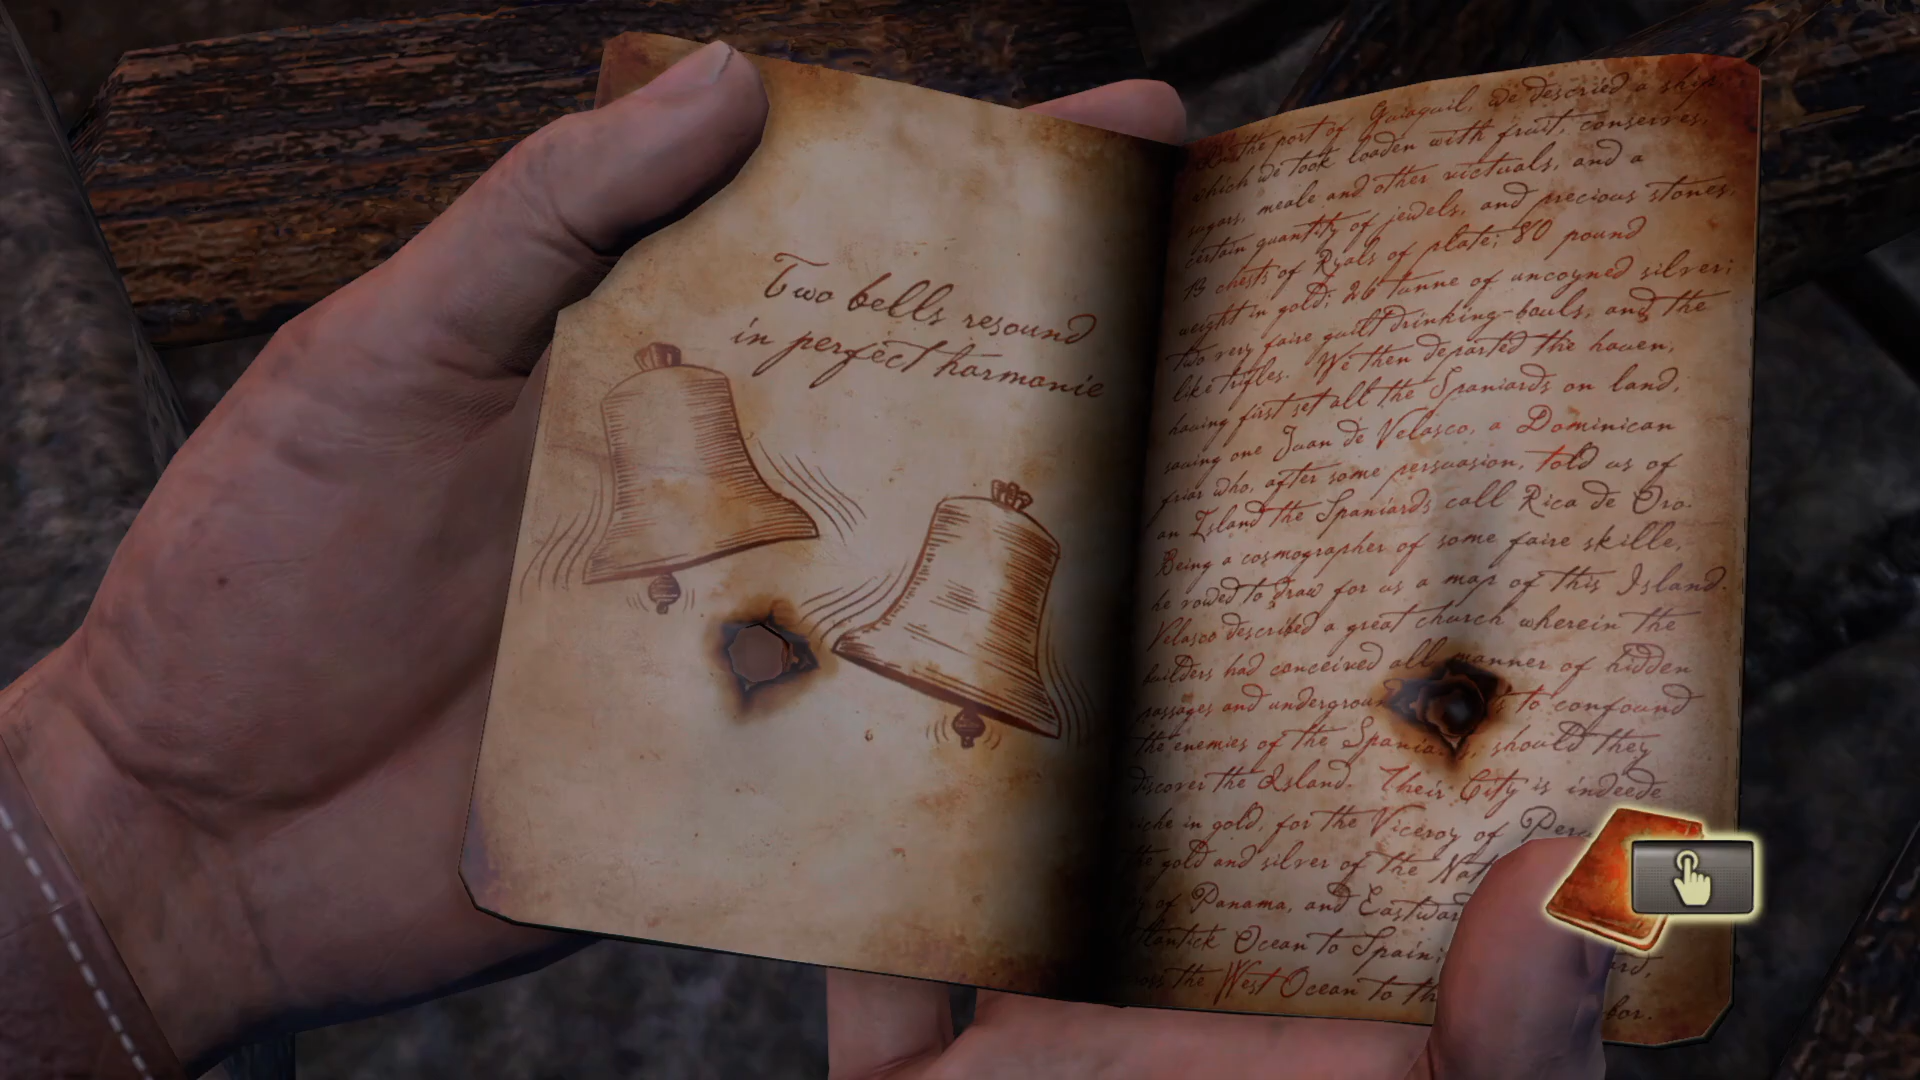 Two bells resound
in perfect harmonie
In the port of Guiaquil, we descried a ship
which we took loaden with fruit, conserves,
sugars, meale and other victuals, and a
certain quantity of jewels, and precious stones,
13 chests of Ryals of plate; 80 pound
weight in gold; 26 tunne of uncoyned silver;
two very faire guilt drinking-bouls, and the
like trifles. We then departed the haven,
having first set all the Spaniards on land,
saving one Juan de Velasco, a Dominican
friar who, after some persuasion, told us of
an Island the Spaniards call Rica de Oro.
Being a cosmographer of some faire skille,
he vowed to draw for us a map of this Island.
Velasco described a great church wherein the
builders had conceived all manner of hidden
passages and to confound
the enemies of the should they
discover the Island. Their City is indeede
in gold, for the Viceroy of
gold and silver of the
of Panama, and
Ocean to Spain;
the West Ocean to